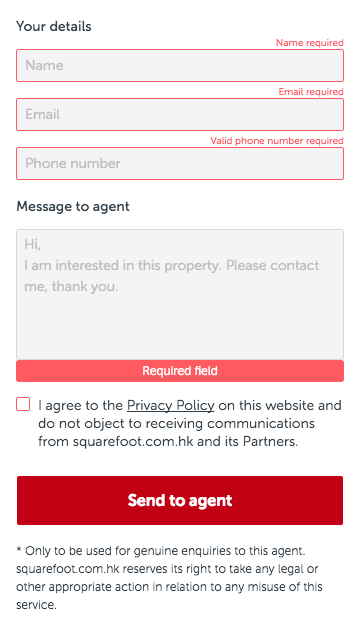 Your details
Name required
Name
Email required
Email
Valid phone number required
Phone number
Message to agent
Hi,
I am interested in this property. Please contact
me, thank you.
Required field
I agree to the Privacy Policy on this website and
do not object to receiving communications
from squarefoot.com.hk and its Partners.
Send to agent
* Only to be used for genuine enquiries to this agent.
squarefoot.com.hk reserves its right to take any legal or
other appropriate action in relation to any misuse of this
service.